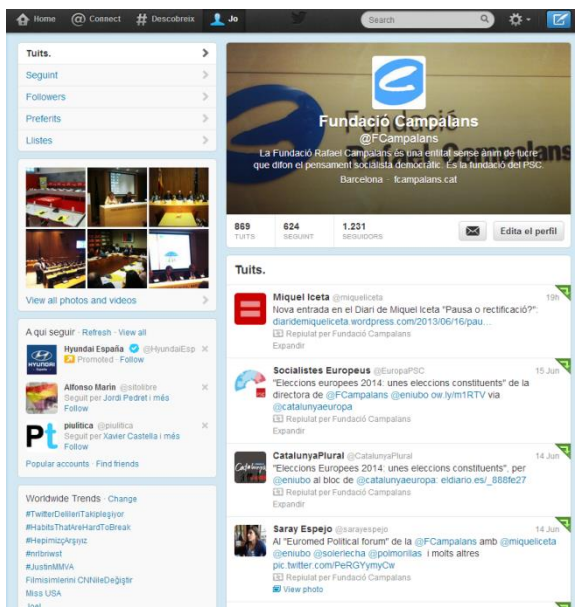 Home
Connect
Descobreix
Jo
Search
Tuits.
Seguint
Followers
Preferits
Llistes
View all photos and videos
A qui seguir · Refresh · View all
Hyundai España @HyundaiEsp
HYUNDAI
Promoted · Follow
Alfonso Marín @sitolibre
Seguit per Jordi Pedret i més
Follow
Pt
piulitica @piulitica
Seguit per Xavier Castella i més
Follow
Popular accounts · Find friends
Worldwide Trends · Change
#TwitterDelileriTakipleşiyor
#HabitsThatAreHardToBreak
#HepimizçArşıyız
#nrlbriwst
#JustinMMVA
Filmisimlerini CNNileDeğiştir
Miss USA
Joel
Fundació Campalans
@FCampalans
La Fundació Rafael Campalans és una entitat sense ànim de lucre
que difon el pensament socialista democràtic. És la fundació del PSC.
Barcelona · fcampalans.cat
869
TUITS
624
SEGUINT
1.231
SEGUIDORS
Edita el perfil
Tuits.
Miquel Iceta @miqueliceta 19h
Nova entrada en el Diari de Miquel Iceta "Pausa o rectificació?":
diaridemiqueliceta.wordpress.com/2013/06/16/pau…
Repiulat per Fundació Campalans
Expandir
Socialistes Europeus @EuropaPSC 15 Jun
"Eleccions europees 2014: unes eleccions constituents" de la
directora de @FCampalans @eniubo ow.ly/m1RTV via
@catalunyaeuropa
Repiulat per Fundació Campalans
Expandir
CatalunyaPlural @CatalunyaPlural 14 Jun
"Eleccions Europees 2014: unes eleccions constituents", per
@eniubo al bloc de @catalunyaeuropa: eldiario.es/_888fe27
Repiulat per Fundació Campalans
Expandir
Saray Espejo @sarayespejo 14 Jun
Al "Euromed Political forum" de la @FCampalans amb @miqueliceta
@eniubo @soleriecha @polmorilas i molts altres
pic.twitter.com/PeRGYymyCw
Repiulat per Fundació Campalans
View photo